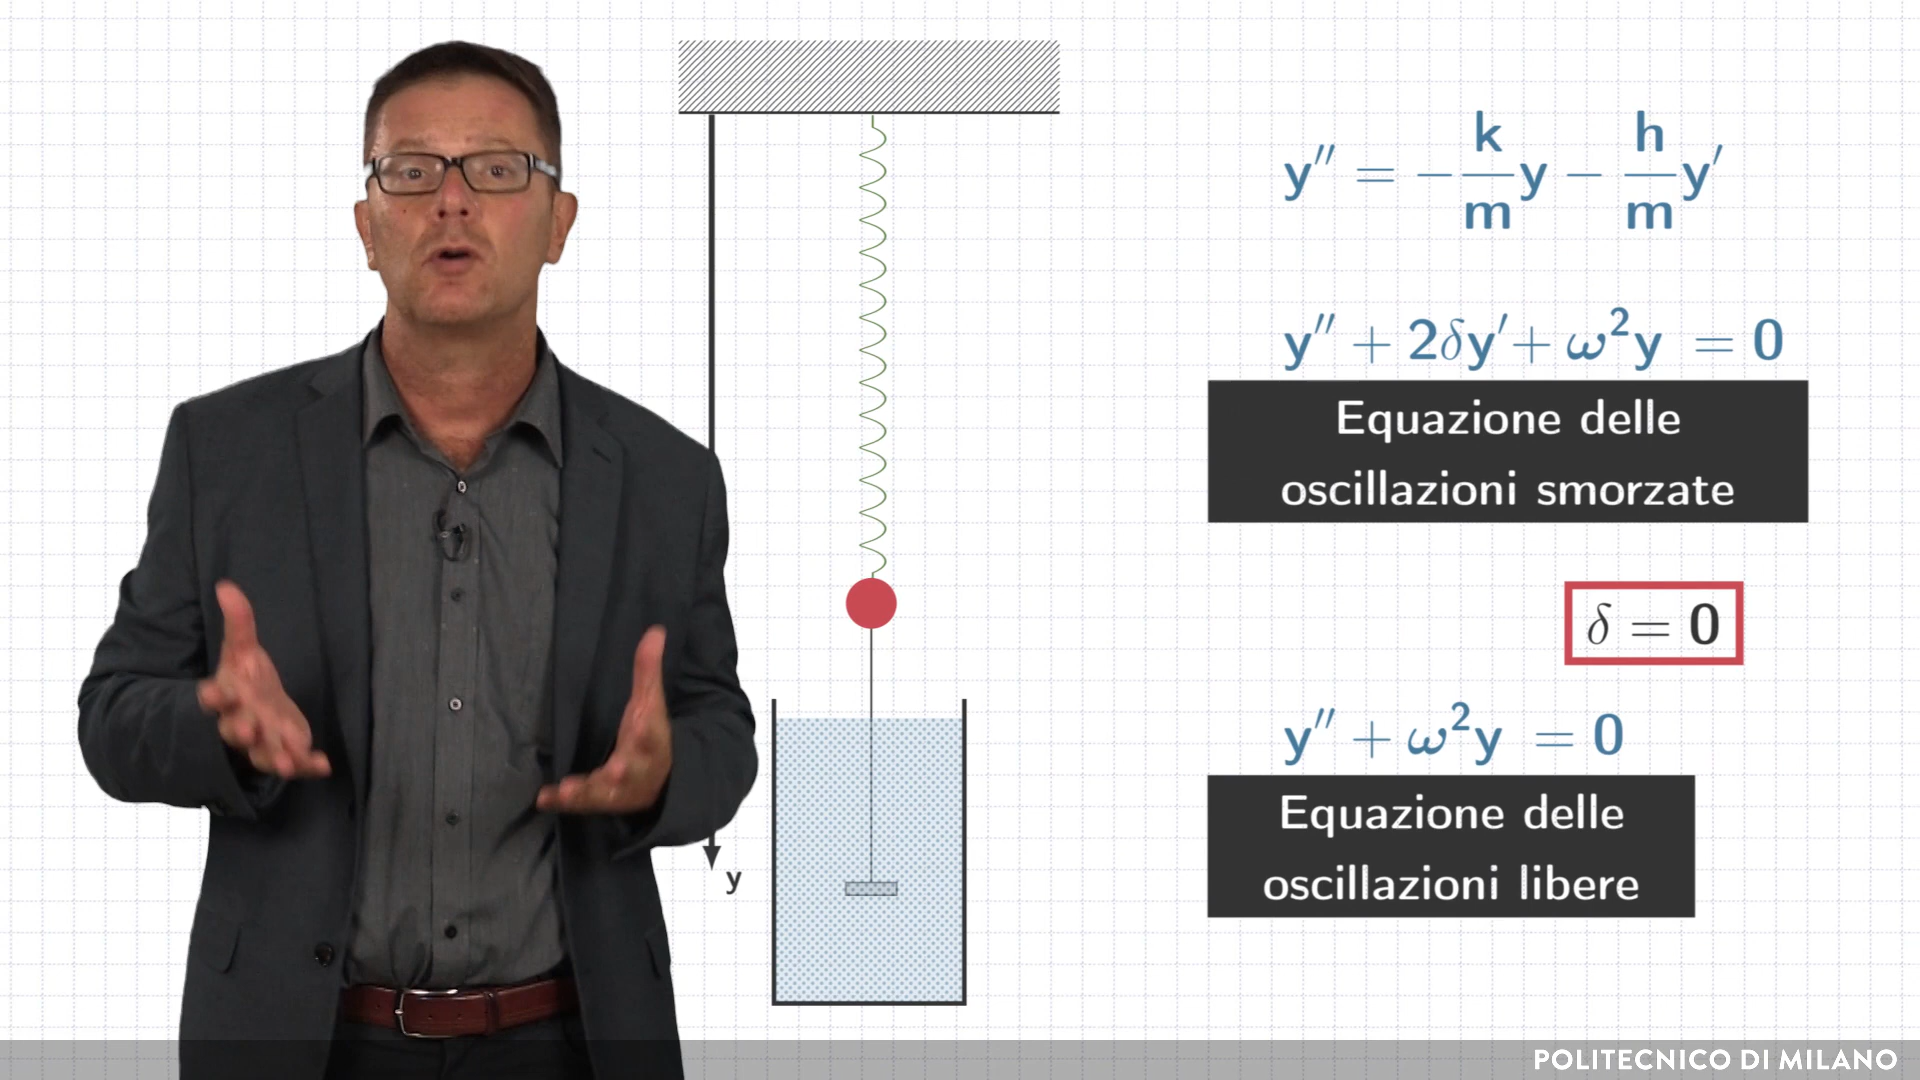 y'' = -k/m y - h/m y'
y'' + 2δy' + ω²y = 0
Equazione delle
oscillazioni smorzate
δ = 0
y'' + ω²y = 0
Equazione delle
oscillazioni libere
y
POLITECNICO DI MILANO